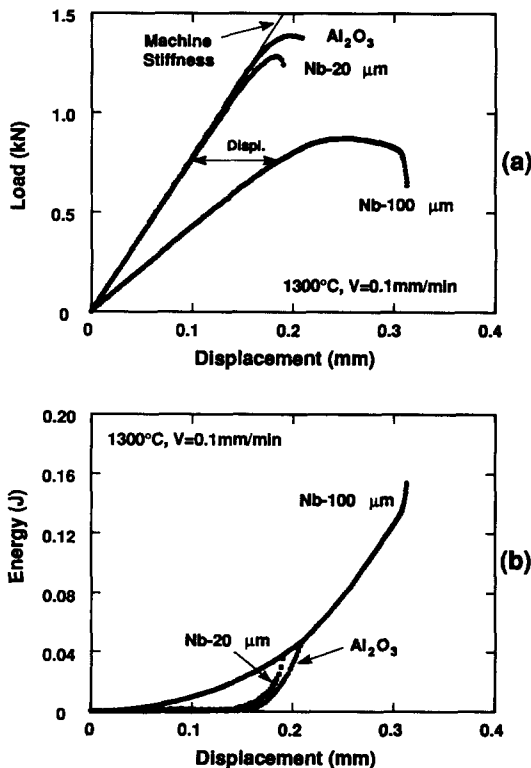 1.5
Machine
Stiffness
Al2O3
Nb-20 μm
1.0
Displ.
Load (kN)
(a)
0.5
Nb-100 μm
1300°C, V=0.1mm/min
0
0 0.1 0.2 0.3 0.4
Displacement (mm)
0.20
1300°C, V=0.1mm/min
0.16
Nb-100 μm
0.12
Energy (J)
(b)
0.08
Nb-20 μm
Al2O3
0.04
0
0 0.1 0.2 0.3 0.4
Displacement (mm)